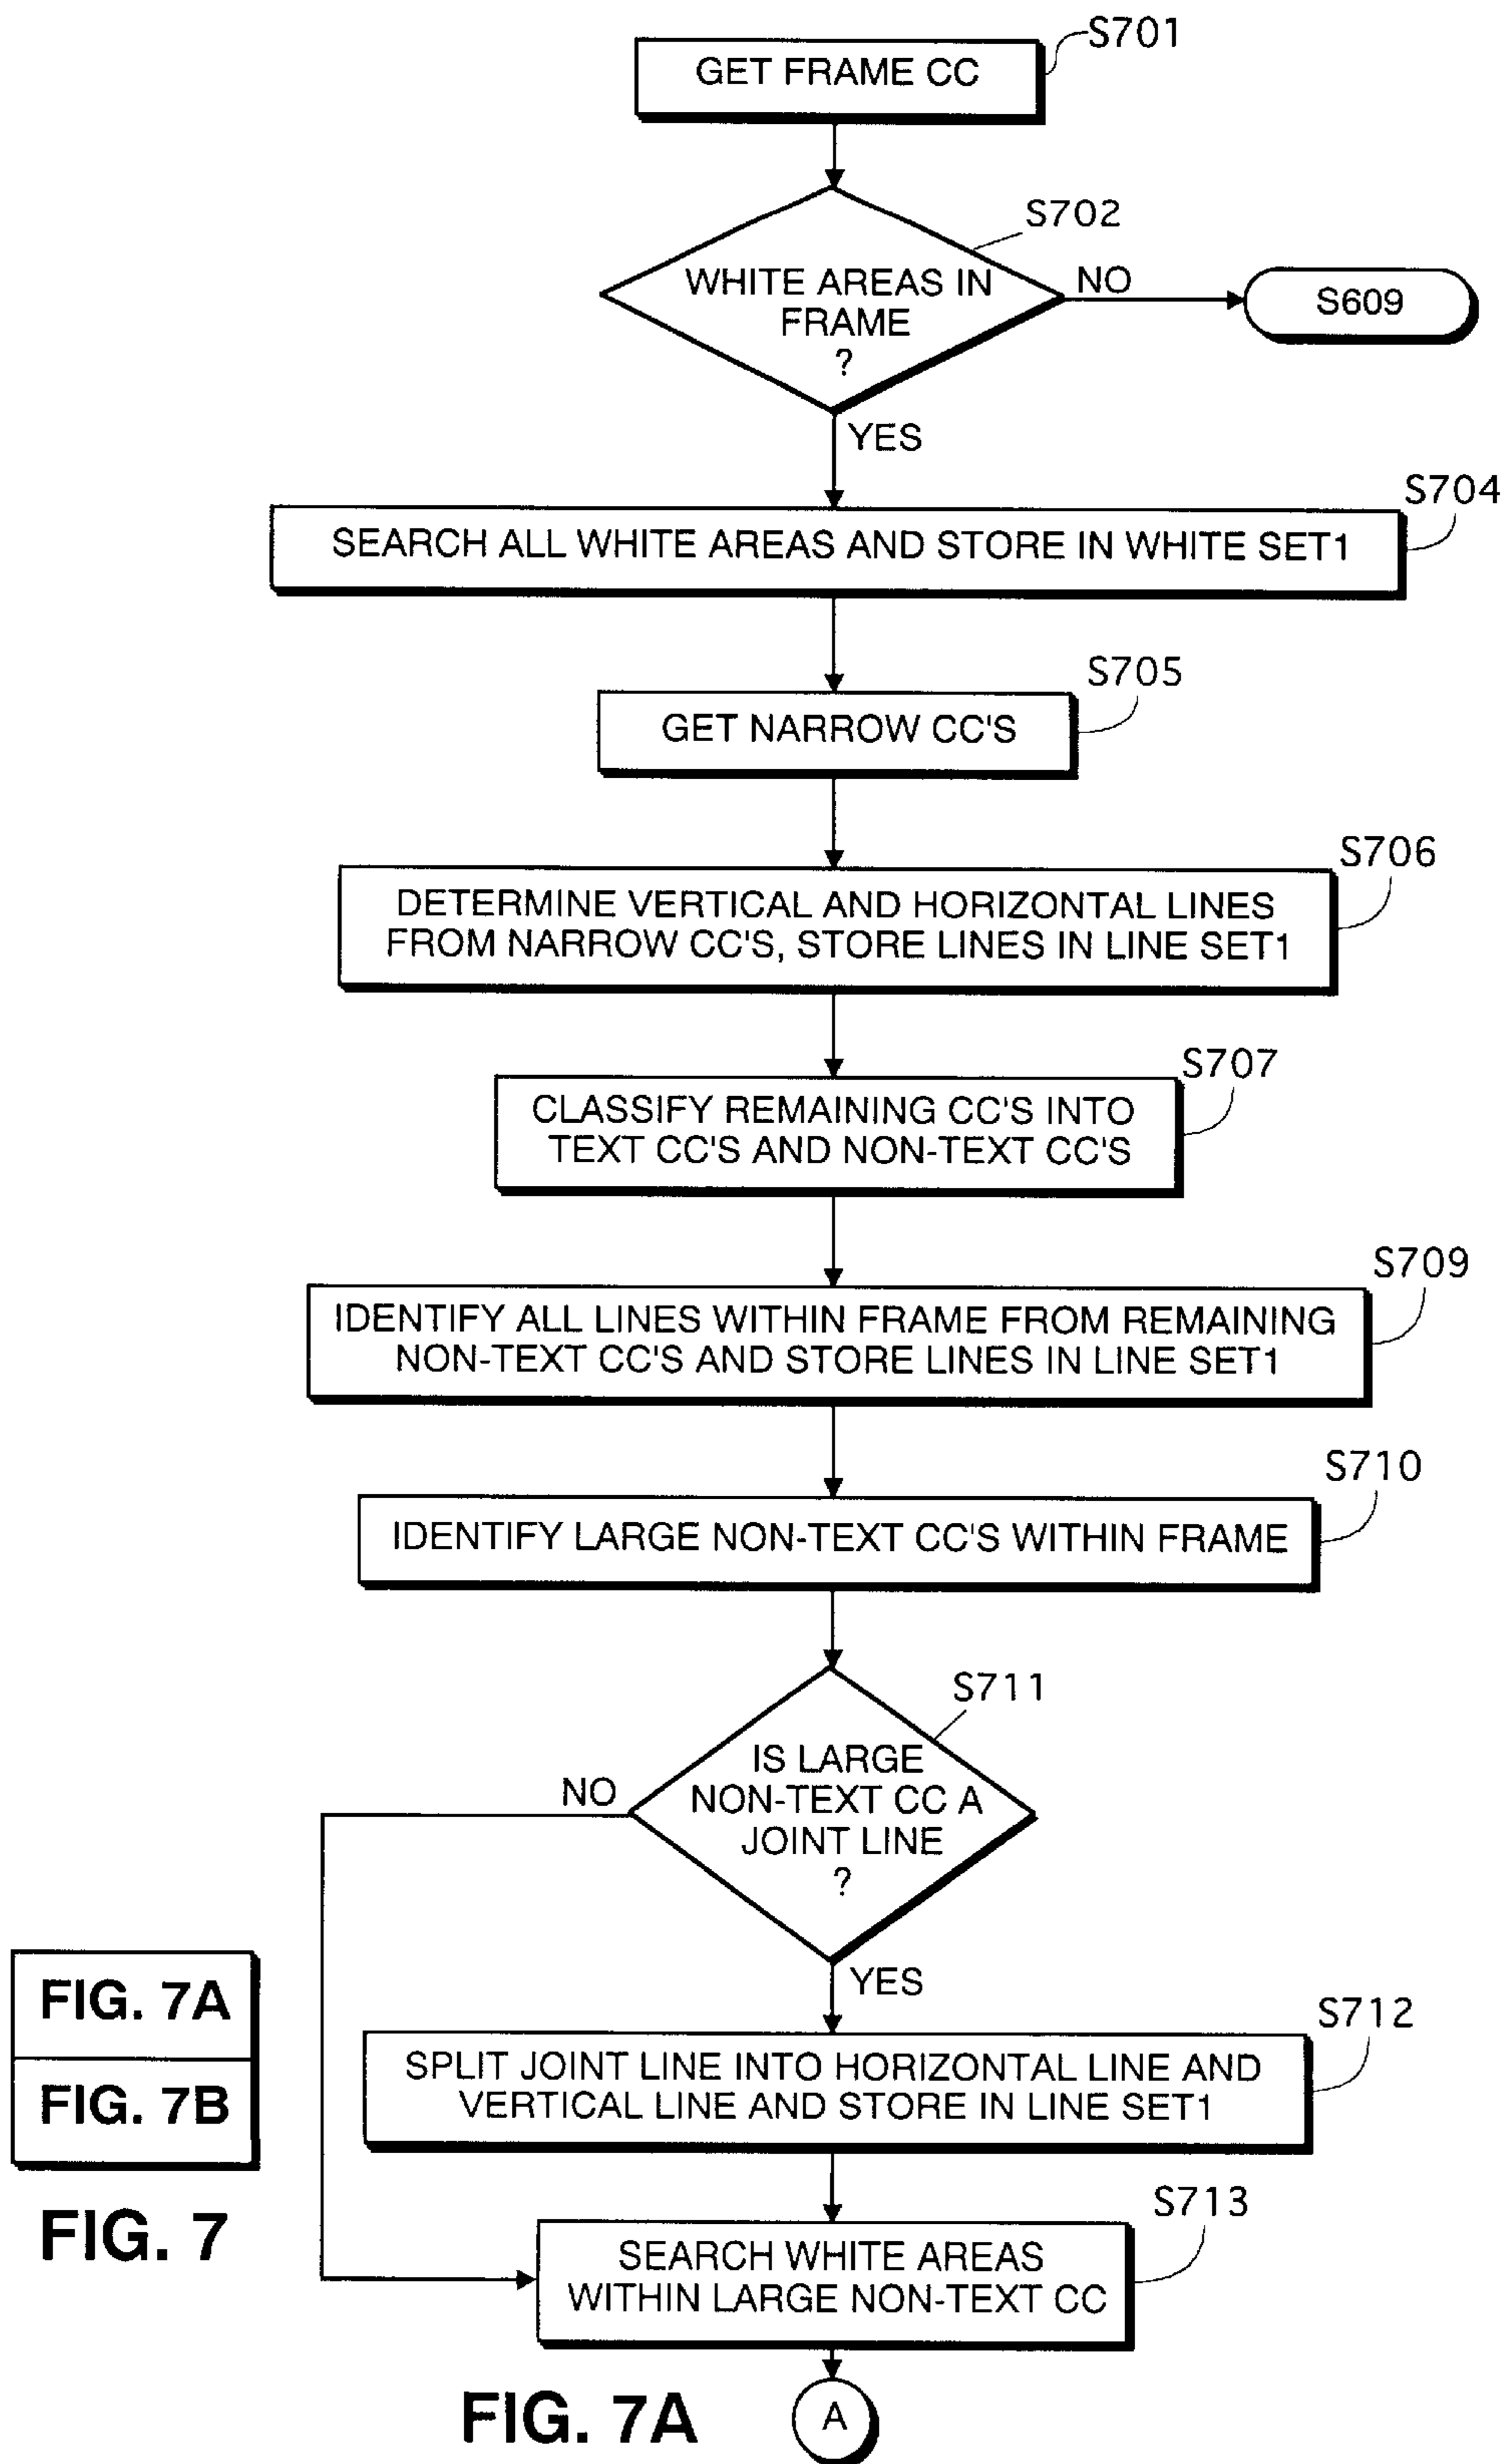 S701
GET FRAME CC
S702
WHITE AREAS IN
FRAME
?
NO
S609
YES
S704
SEARCH ALL WHITE AREAS AND STORE IN WHITE SET1
S705
GET NARROW CC'S
S706
DETERMINE VERTICAL AND HORIZONTAL LINES
FROM NARROW CC'S, STORE LINES IN LINE SET1
S707
CLASSIFY REMAINING CC'S INTO
TEXT CC'S AND NON-TEXT CC'S
S709
IDENTIFY ALL LINES WITHIN FRAME FROM REMAINING
NON-TEXT CC'S AND STORE LINES IN LINE SET1
S710
IDENTIFY LARGE NON-TEXT CC'S WITHIN FRAME
S711
IS LARGE
NON-TEXT CC A
JOINT LINE
?
NO
YES
S712
SPLIT JOINT LINE INTO HORIZONTAL LINE AND
VERTICAL LINE AND STORE IN LINE SET1
S713
SEARCH WHITE AREAS
WITHIN LARGE NON-TEXT CC
A
FIG. 7A
FIG. 7B
FIG. 7
FIG. 7A